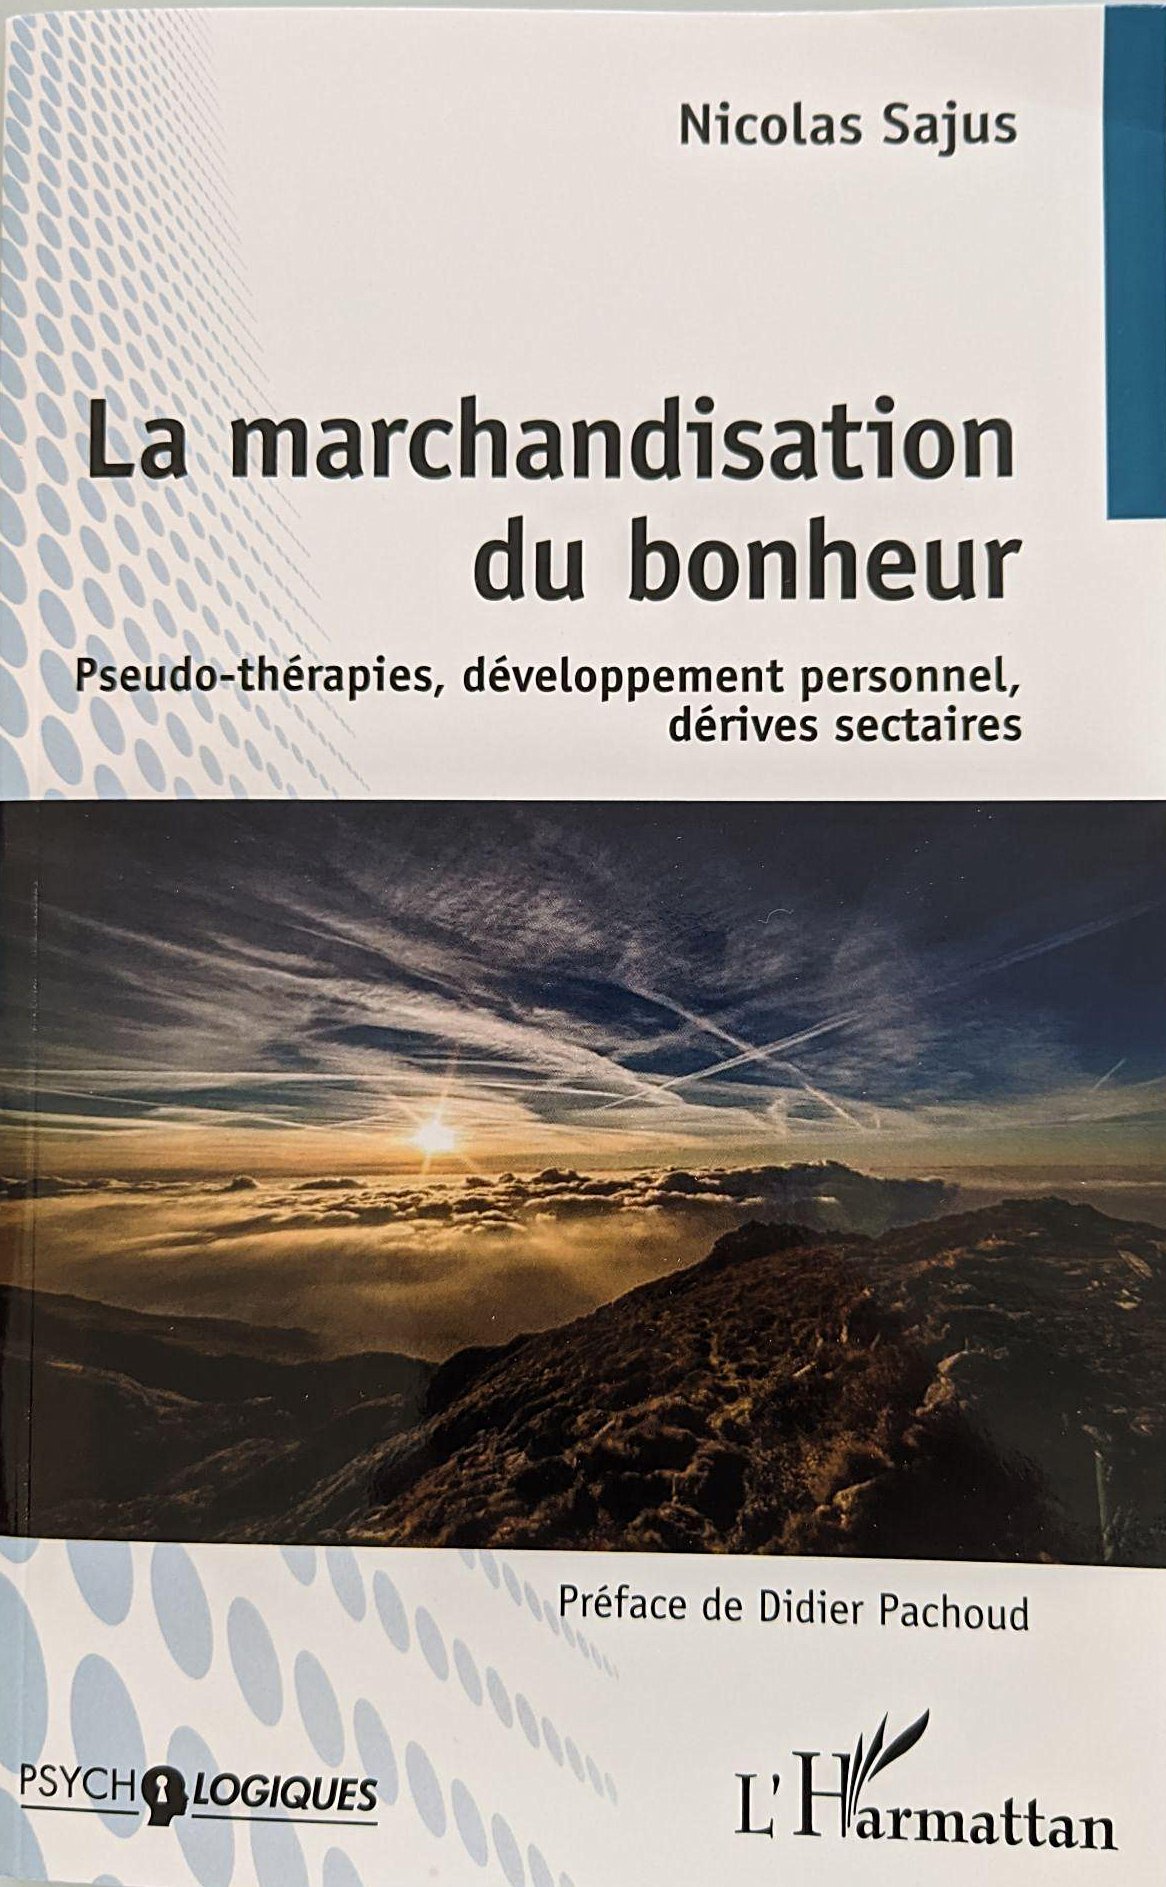 Nicolas Sajus
La marchandisation
du bonheur
Pseudo-thérapies, développement personnel,
dérives sectaires
Préface de Didier Pachoud
PSYCHOLOGIQUES
L'Harmattan